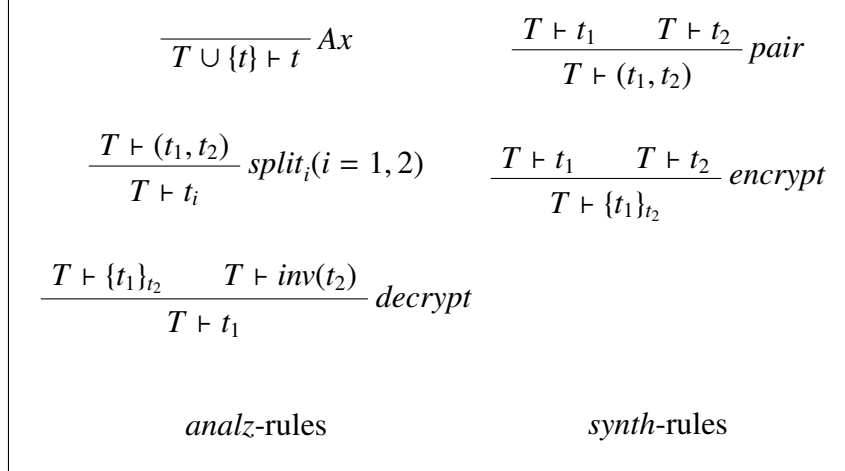 T ∪ {t} ⊢ t Ax
T ⊢ t₁ T ⊢ t₂
T ⊢ (t₁, t₂) pair
T ⊢ (t₁, t₂)
T ⊢ tᵢ splitᵢ(i = 1, 2)
T ⊢ t₁ T ⊢ t₂
T ⊢ {t₁}ₜ₂ encrypt
T ⊢ {t₁}ₜ₂ T ⊢ inv(t₂)
T ⊢ t₁ decrypt
analz-rules
synth-rules